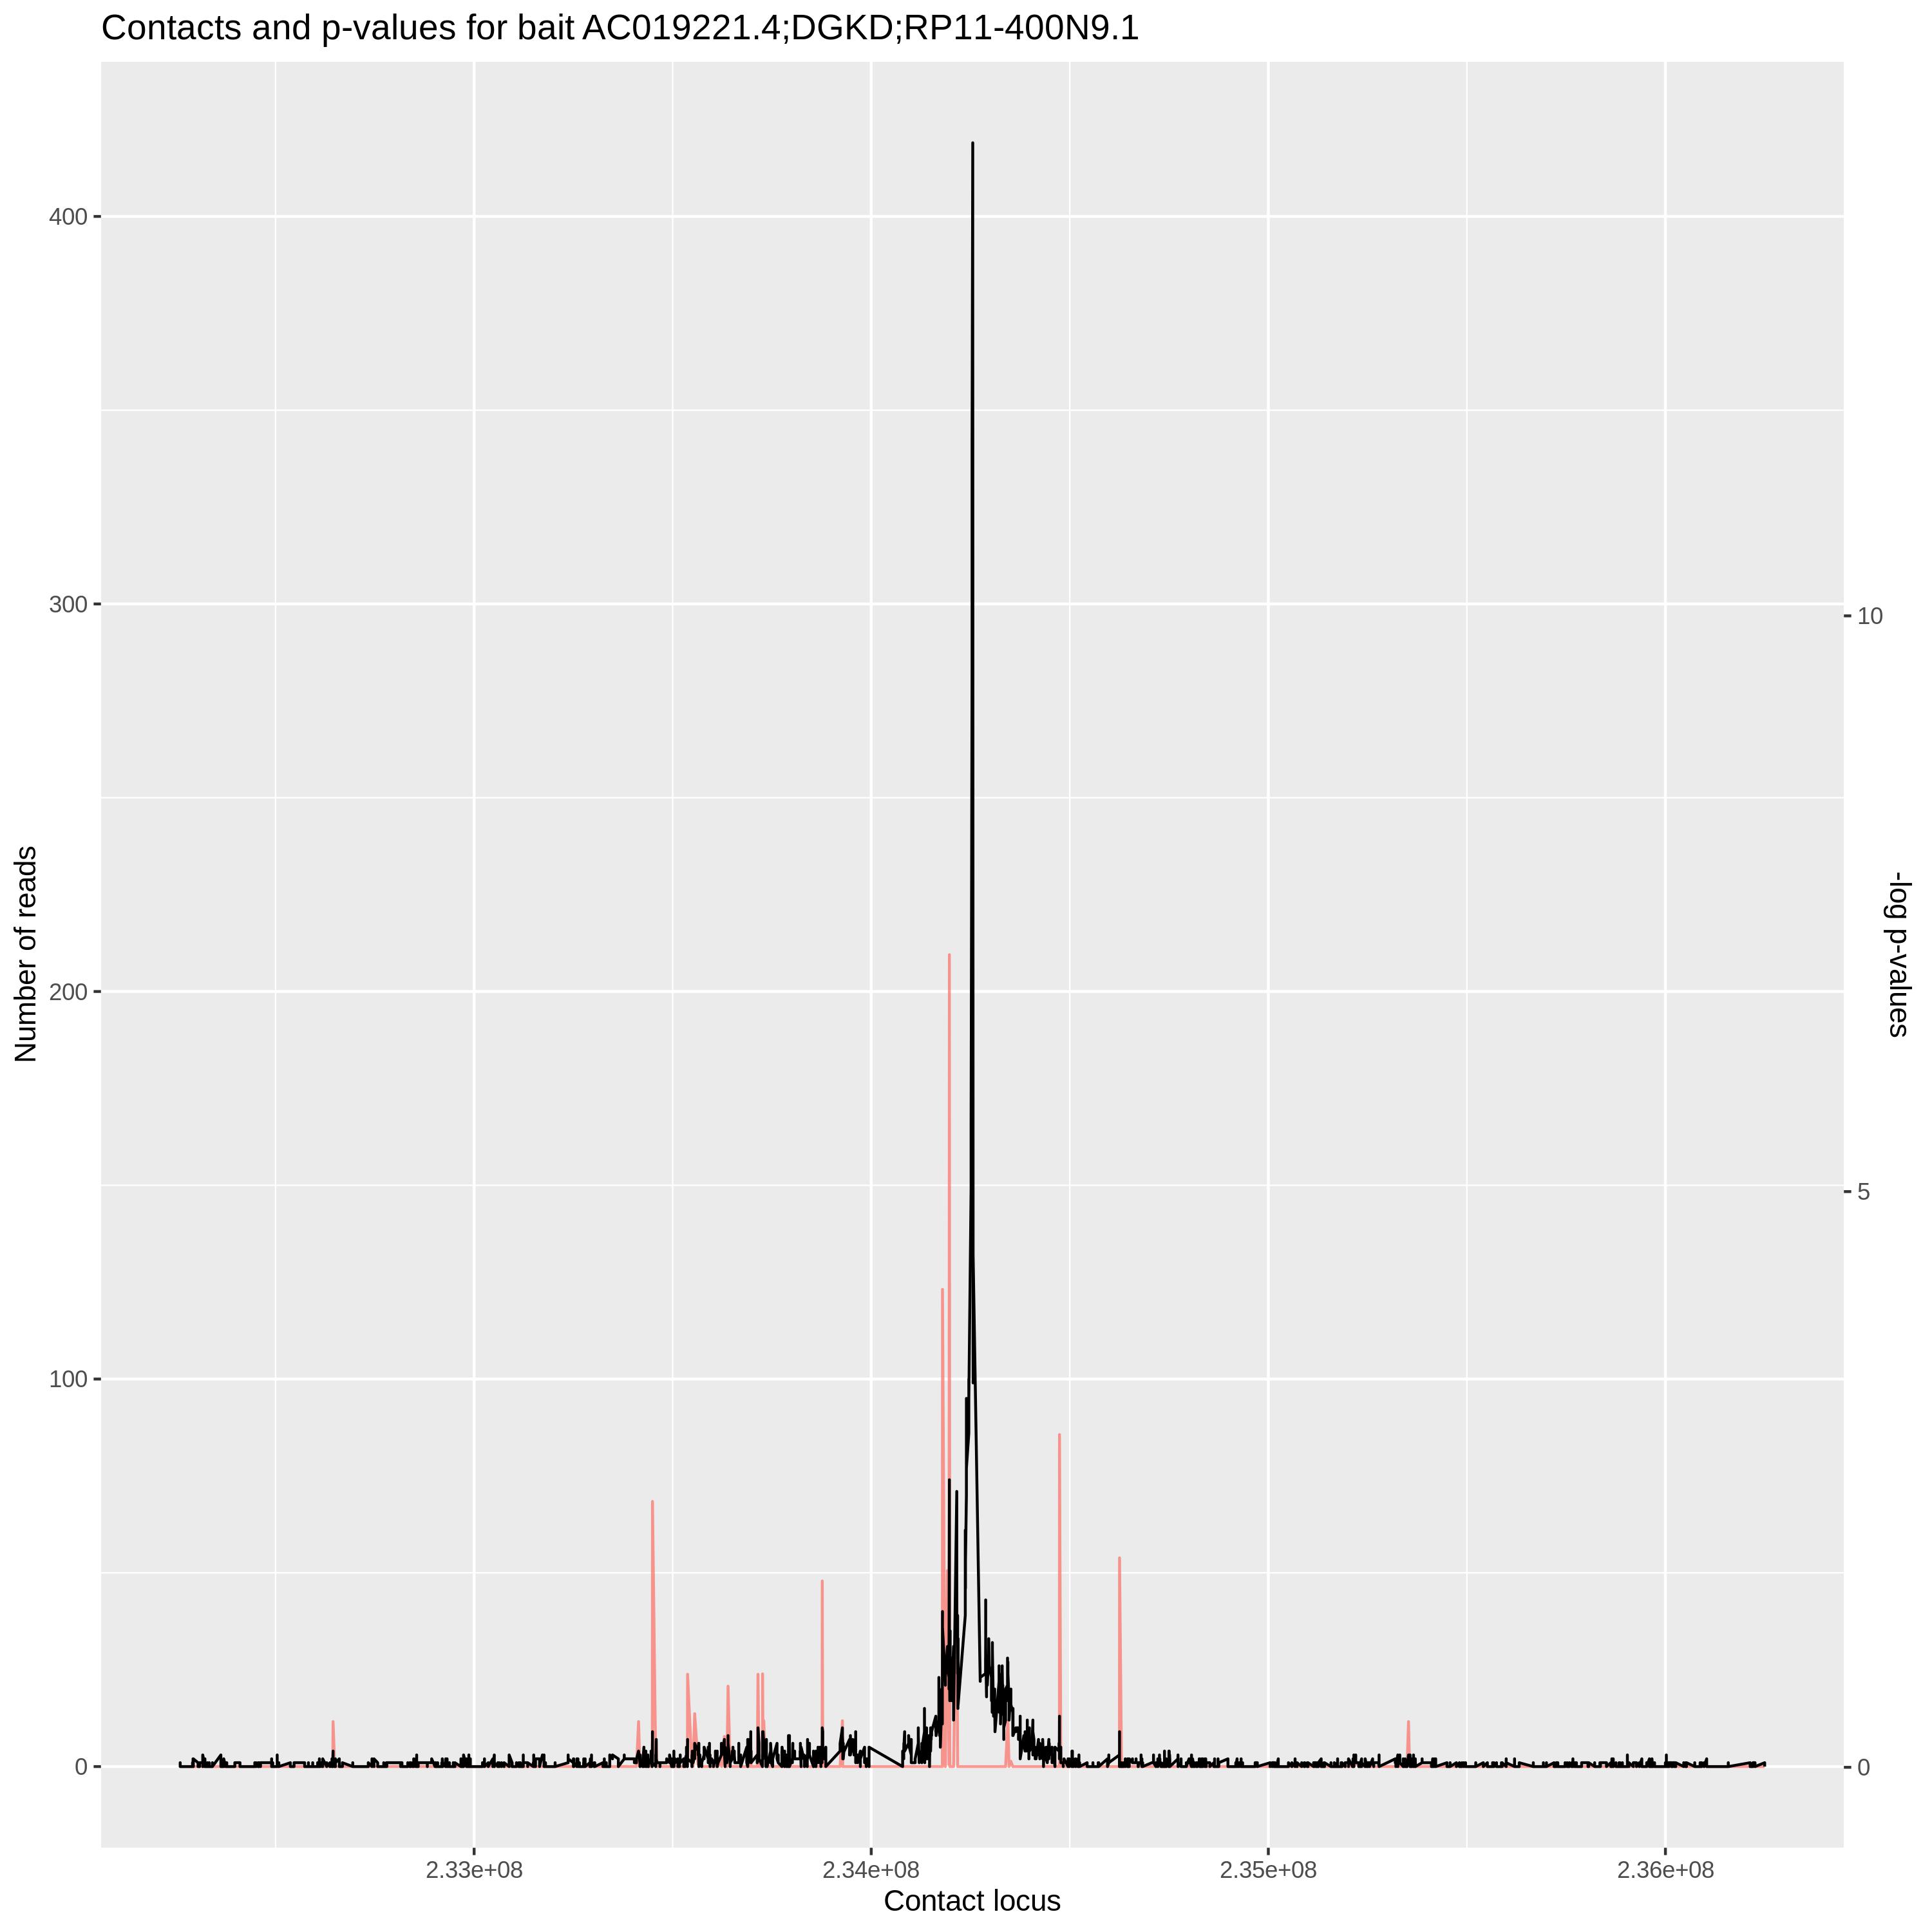 Contacts and p-values for bait AC019221.4;DGKD;RP11-400N9.1
400
300
200
100
0
Number of reads
10
5
0
-log p-values
2.33e+08
2.34e+08
2.35e+08
2.36e+08
Contact locus